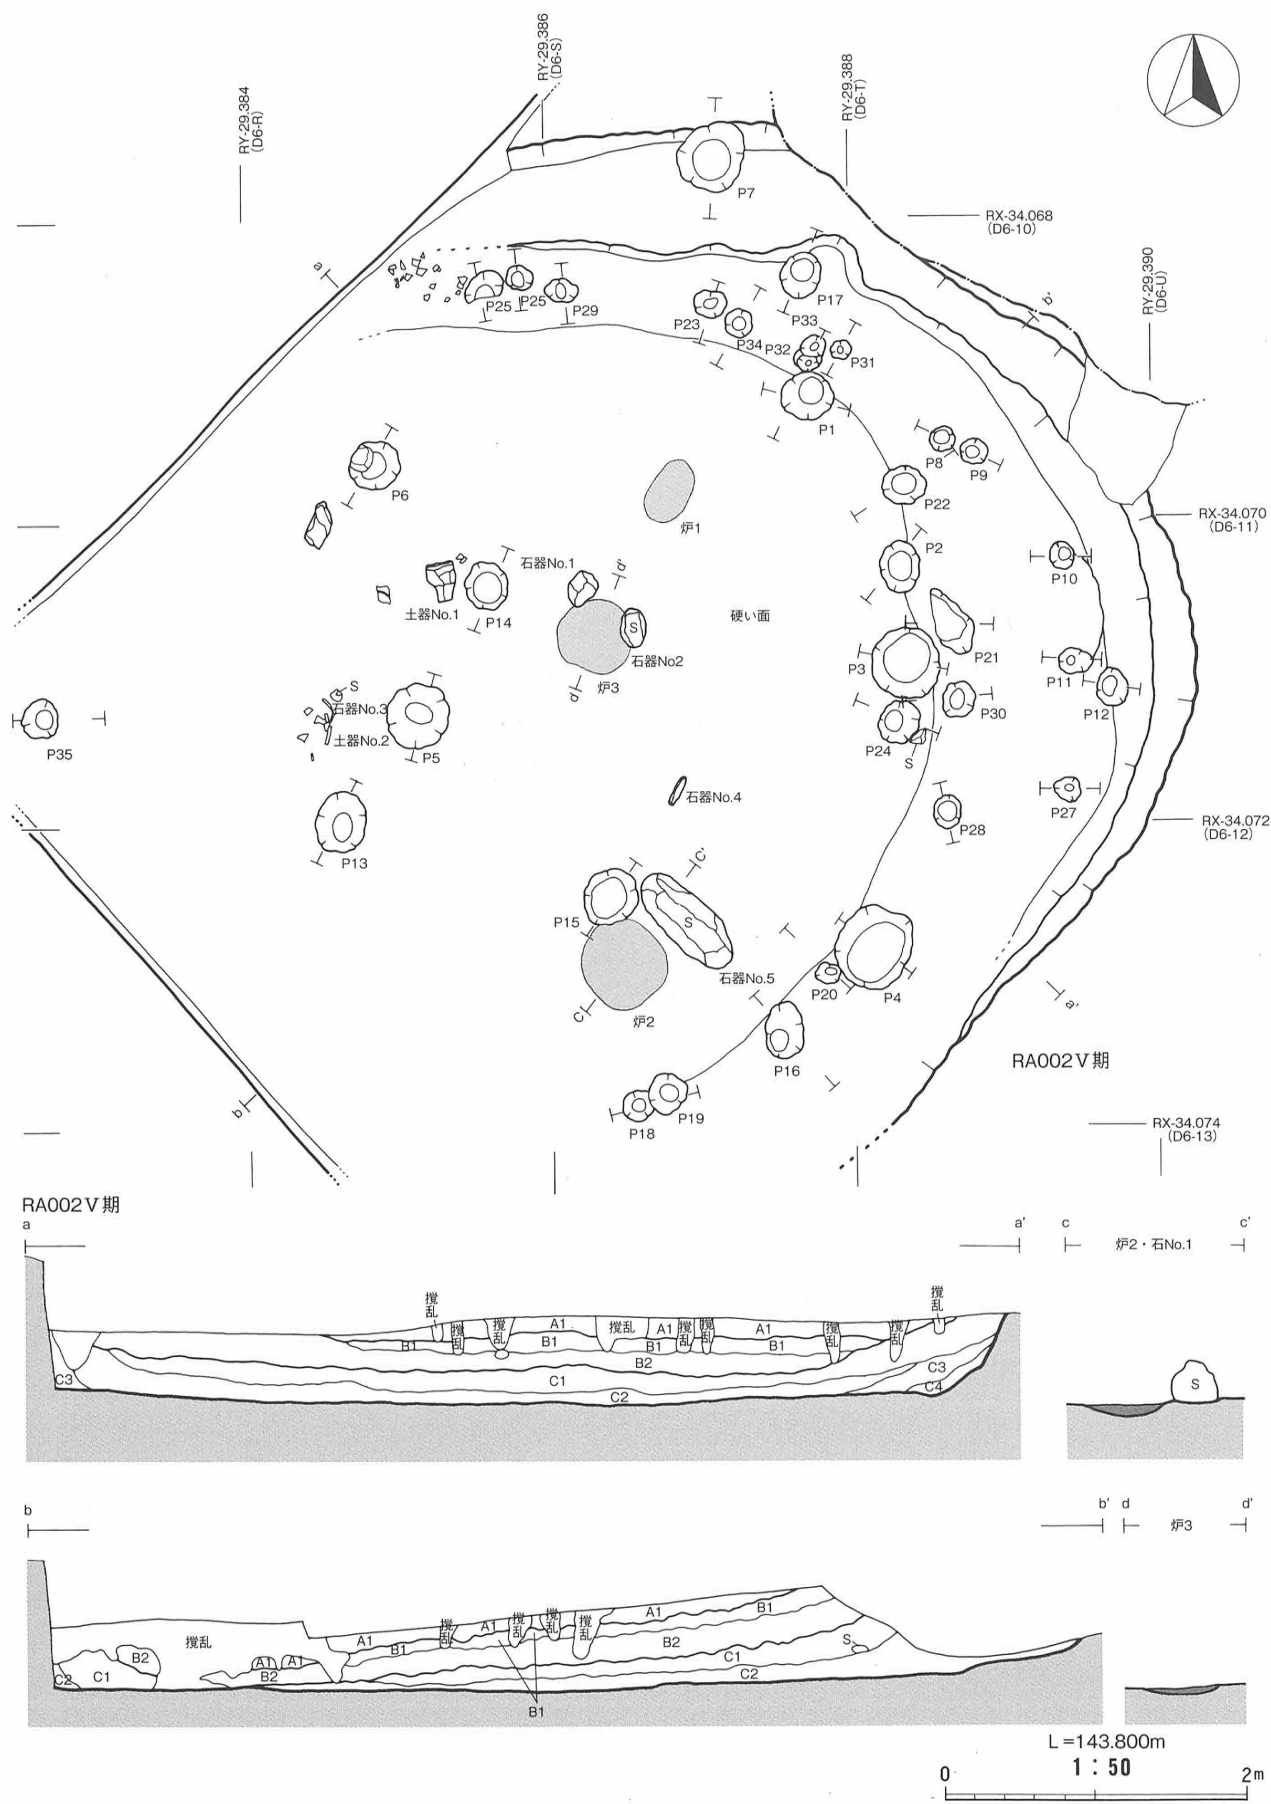 RY-29.384
(D6-R)
RY-29.386
(D6-S)
RY-29.388
(D6-T)
RY-29.390
(D6-U)
RX-34.068
(D6-10)
RX-34.070
(D6-11)
RX-34.072
(D6-12)
RX-34.074
(D6-13)
P7
a
b'
P25
P25
P29
P17
P23
P33
P34
P32
P31
P1
P8
P9
P6
P22
炉1
P2
P10
石器No.1
d'
土器No.1
P14
硬い面
S
石器No2
P21
P3
炉3
d
P11
P12
S
石器No.3
土器No.2
P5
P30
P24
S
P35
石器No.4
P27
P28
P13
C'
P15
S
石器No.5
P20
P4
a'
C
炉2
P16
RA002Ⅴ期
b
P18
P19
RA002Ⅴ期
a
a'
c
c'
炉2・石No.1
撹乱
撹乱
撹乱
撹乱
撹乱
撹乱
撹乱
撹乱
撹乱
A1
A1
A1
B1
B1
B1
B1
B2
C1
C2
C3
C3
C4
S
b
b'
d
d'
炉3
撹乱
撹乱
撹乱
撹乱
撹乱
A1
A1
A1
A1
A1
B1
B1
B1
B2
B2
B2
C1
C1
C2
C2
S
L=143.800m
1：50
0
2m